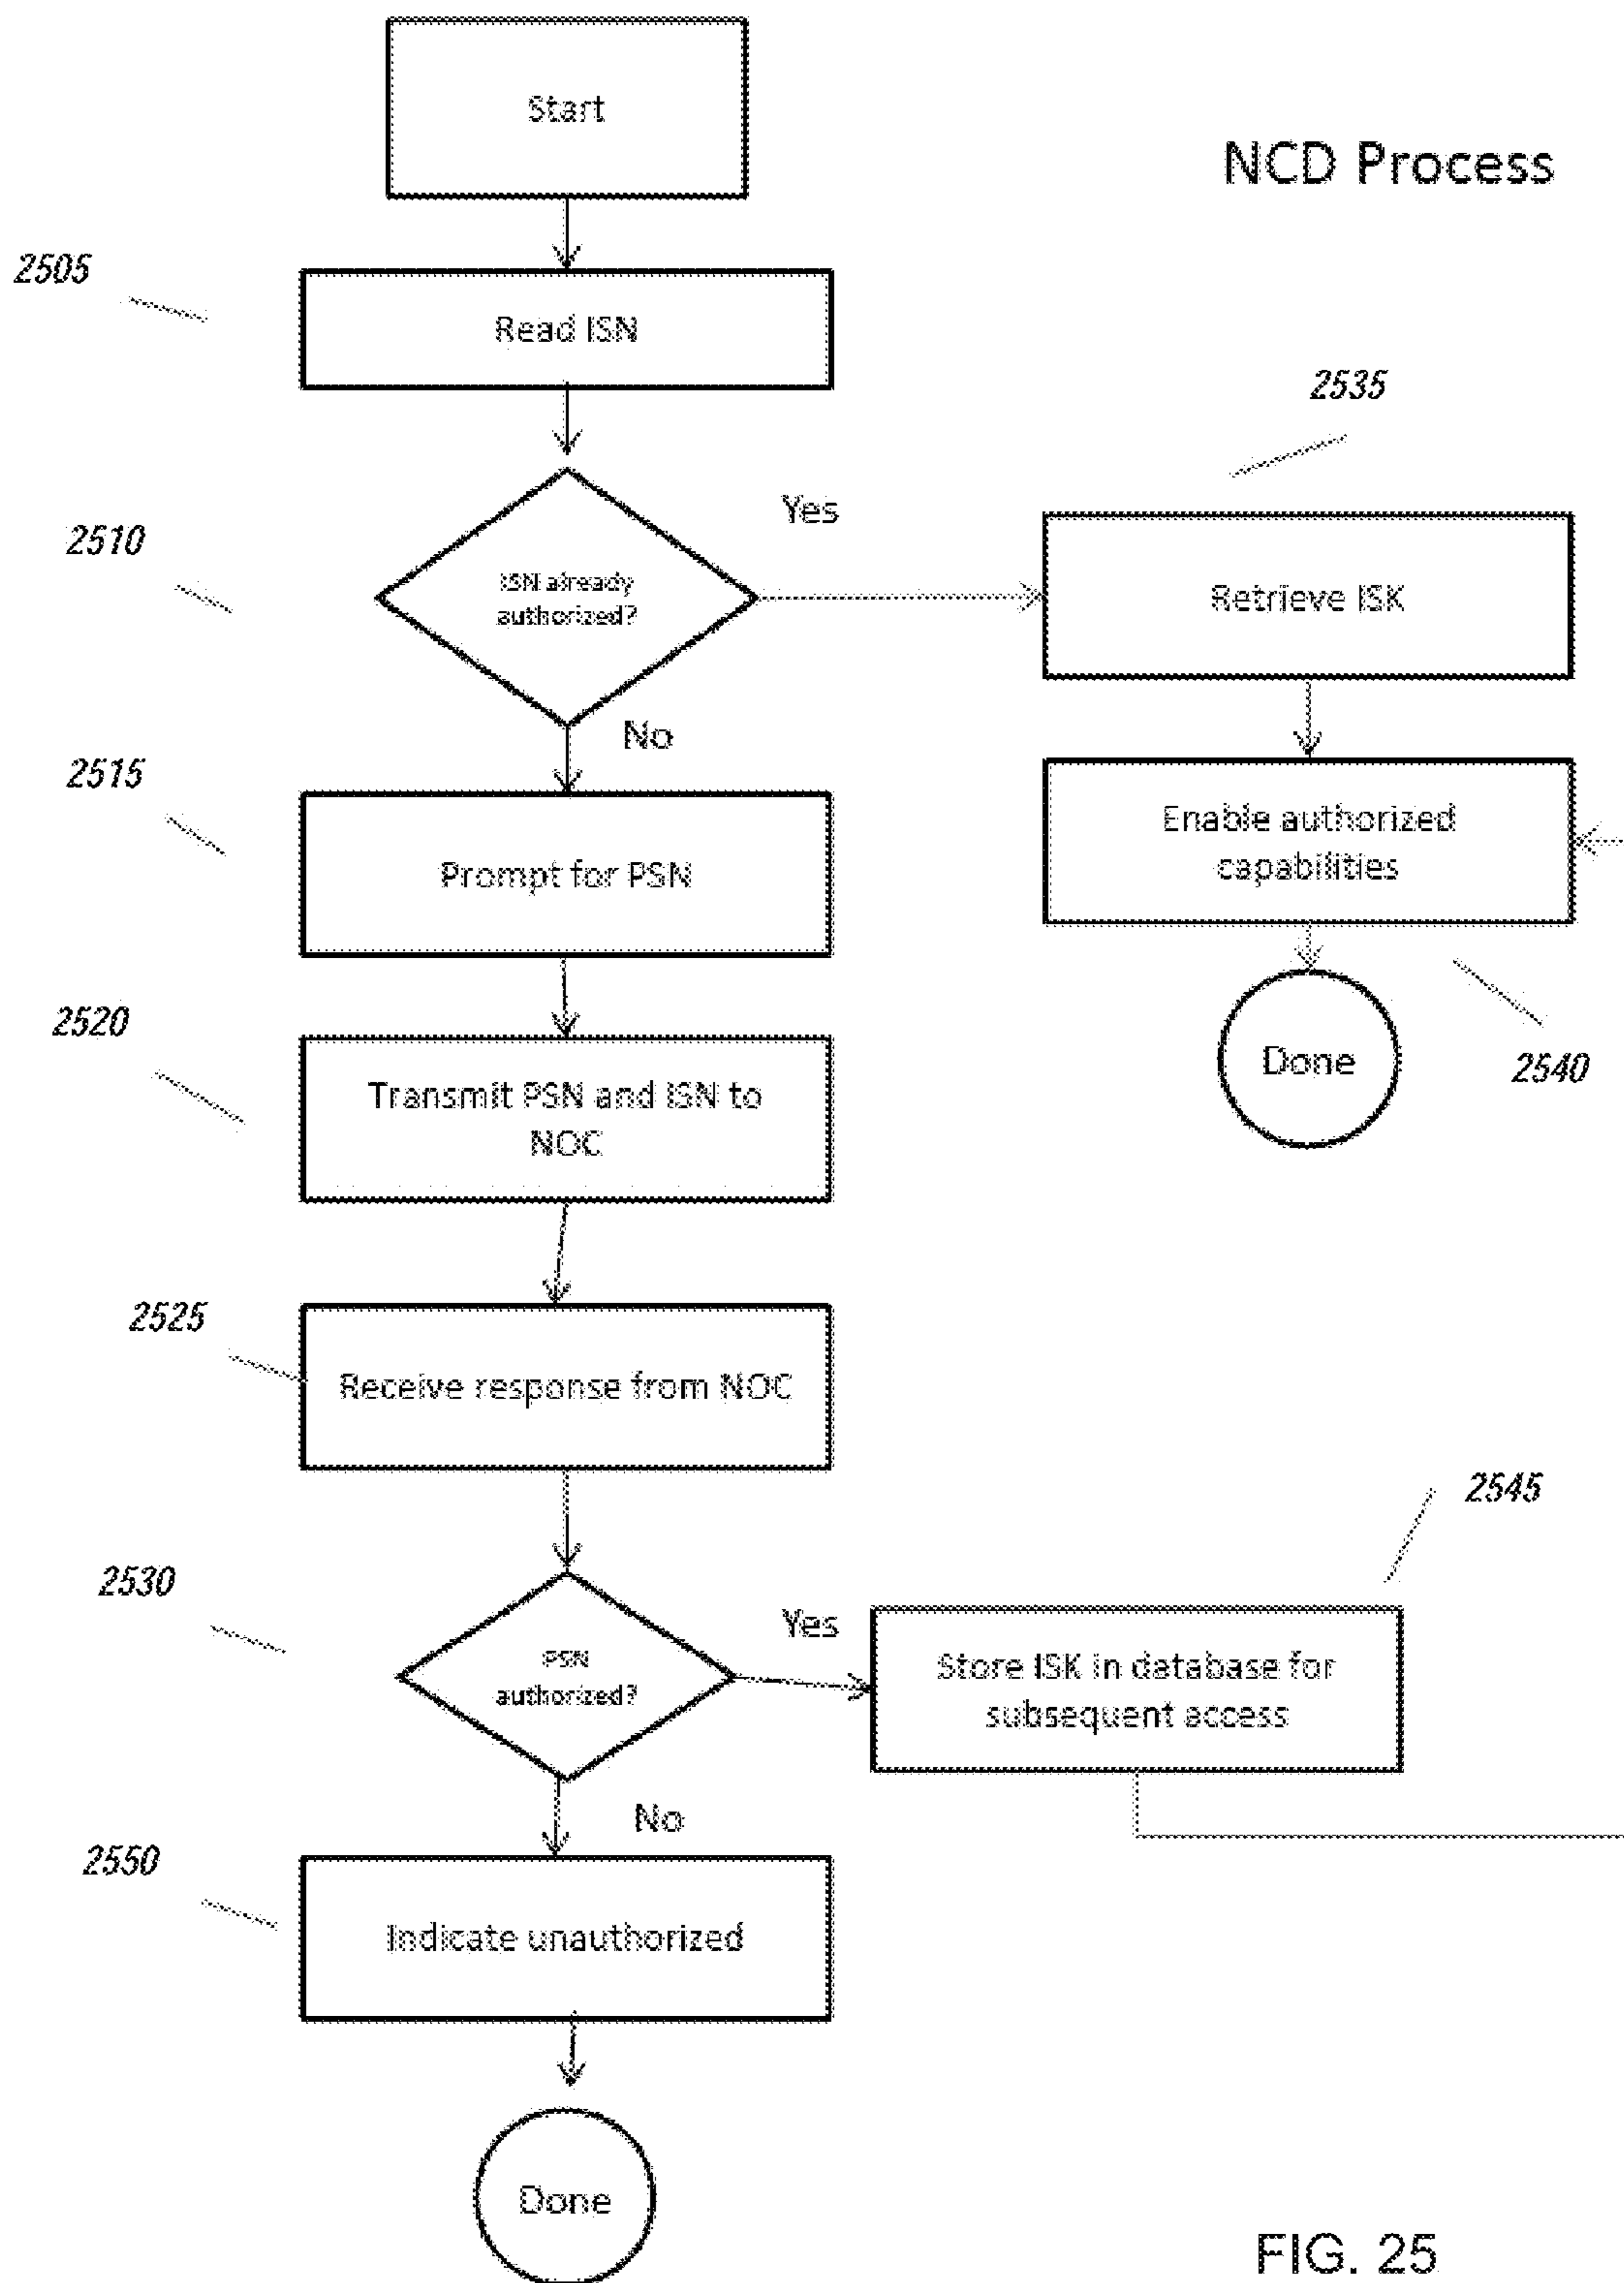 Start
NCD Process
2505
Read ISN
2535
2510
Yes
ISN already
authorized?
Retrieve ISK
No
2515
Prompt for PSN
Enable authorized
capabilities
2520
Transmit PSN and ISN to
NOC
Done
2540
2525
Receive response from NOC
2545
2530
Yes
PSN
authorized?
Store ISK in database for
subsequent access
No
2550
Indicate unauthorized
Done
FIG. 25